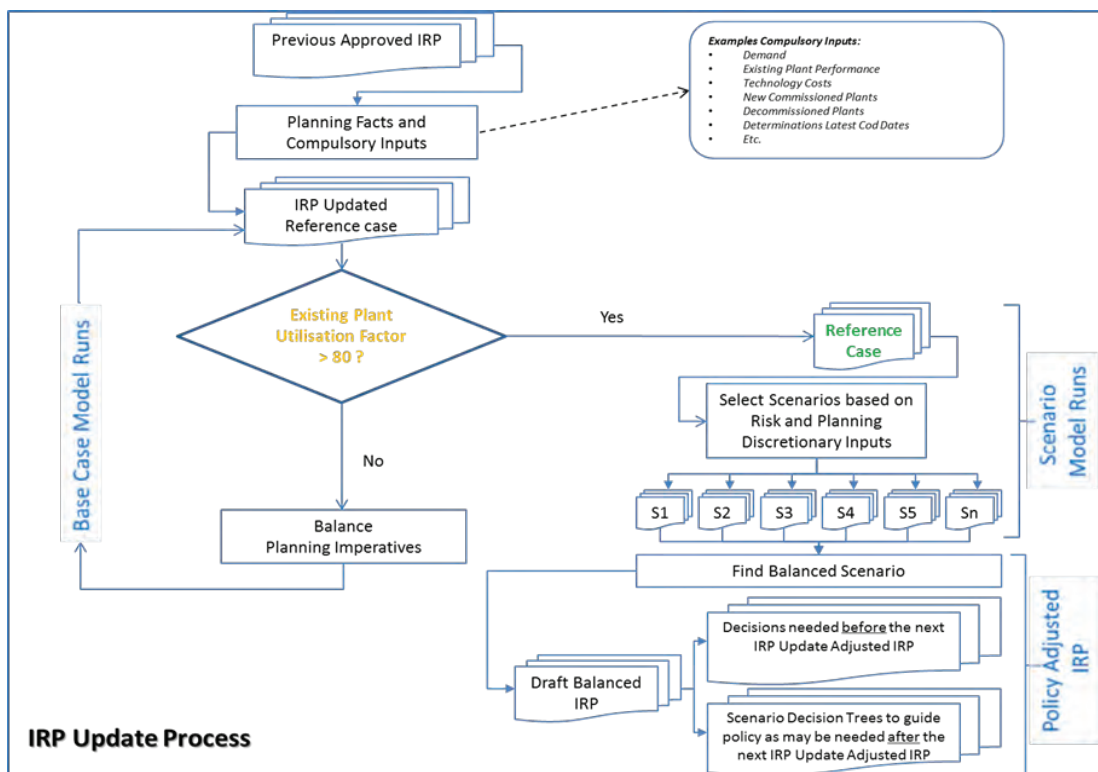 Previous Approved IRP
Examples Compulsory Inputs:
• Demand
• Existing Plant Performance
• Technology Costs
• New Commissioned Plants
• Decommissioned Plants
• Determinations Latest Cod Dates
• Etc.
Planning Facts and
Compulsory Inputs
IRP Updated
Reference case
Base Case Model Runs
Existing Plant
Utilisation Factor
> 80 ?
Yes
Reference
Case
No
Select Scenarios based on
Risk and Planning
Discretionary Inputs
Scenario
Model Runs
S1
S2
S3
S4
S5
Sn
Balance
Planning Imperatives
Find Balanced Scenario
Decisions needed before the next
IRP Update Adjusted IRP
Draft Balanced
IRP
Scenario Decision Trees to guide
policy as may be needed after the
next IRP Update Adjusted IRP
Policy Adjusted
IRP
IRP Update Process